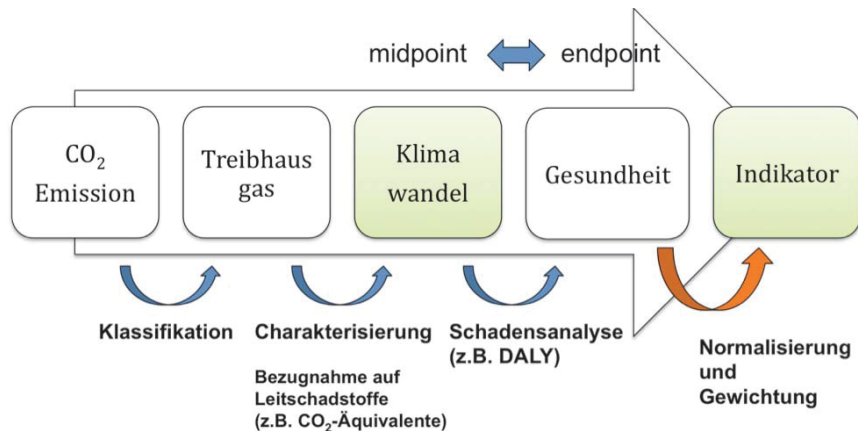 midpoint endpoint
CO₂
Emission
Treibhaus
gas
Klima
wandel
Gesundheit
Indikator
Klassifikation
Charakterisierung
Bezugnahme auf
Leitschadstoffe
(z.B. CO₂-Äquivalente)
Schadensanalyse
(z.B. DALY)
Normalisierung
und
Gewichtung